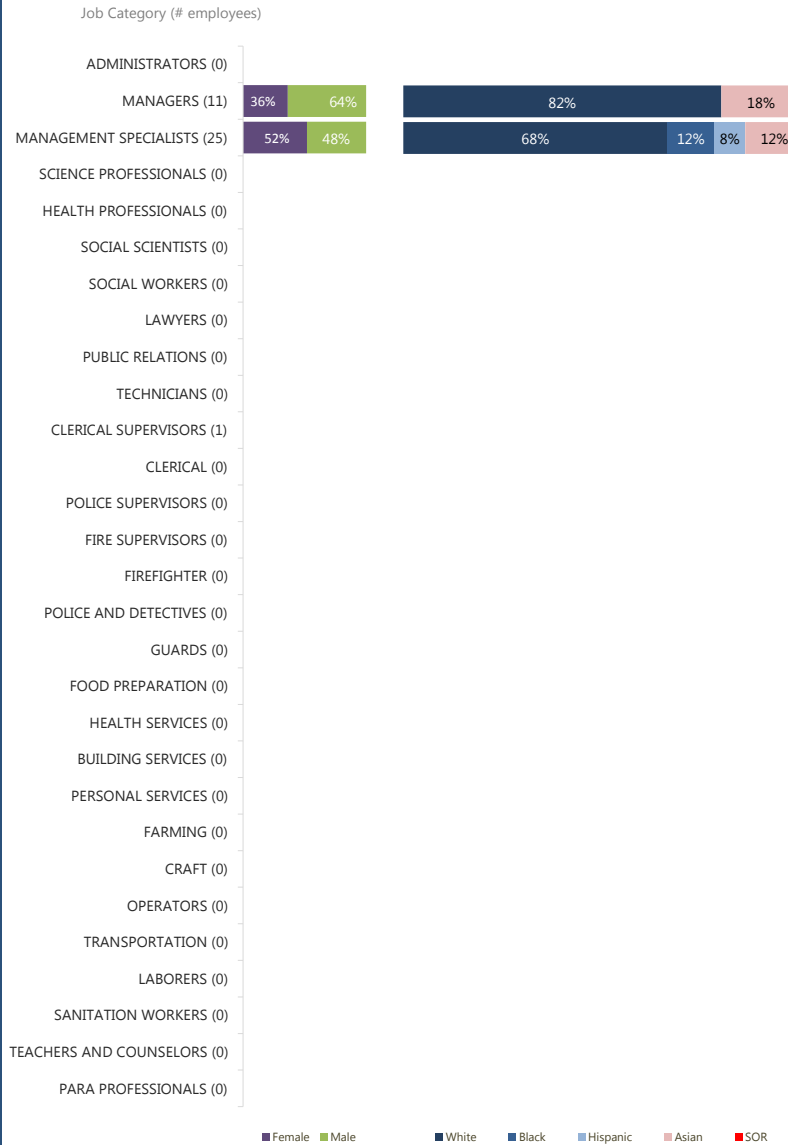 Job Category (# employees)
ADMINISTRATORS (0)
MANAGERS (11) 36% 64% 82% 18%
MANAGEMENT SPECIALISTS (25) 52% 48% 68% 12% 8% 12%
SCIENCE PROFESSIONALS (0)
HEALTH PROFESSIONALS (0)
SOCIAL SCIENTISTS (0)
SOCIAL WORKERS (0)
LAWYERS (0)
PUBLIC RELATIONS (0)
TECHNICIANS (0)
CLERICAL SUPERVISORS (1)
CLERICAL (0)
POLICE SUPERVISORS (0)
FIRE SUPERVISORS (0)
FIREFIGHTER (0)
POLICE AND DETECTIVES (0)
GUARDS (0)
FOOD PREPARATION (0)
HEALTH SERVICES (0)
BUILDING SERVICES (0)
PERSONAL SERVICES (0)
FARMING (0)
CRAFT (0)
OPERATORS (0)
TRANSPORTATION (0)
LABORERS (0)
SANITATION WORKERS (0)
TEACHERS AND COUNSELORS (0)
PARA PROFESSIONALS (0)
Female Male White Black Hispanic Asian SOR